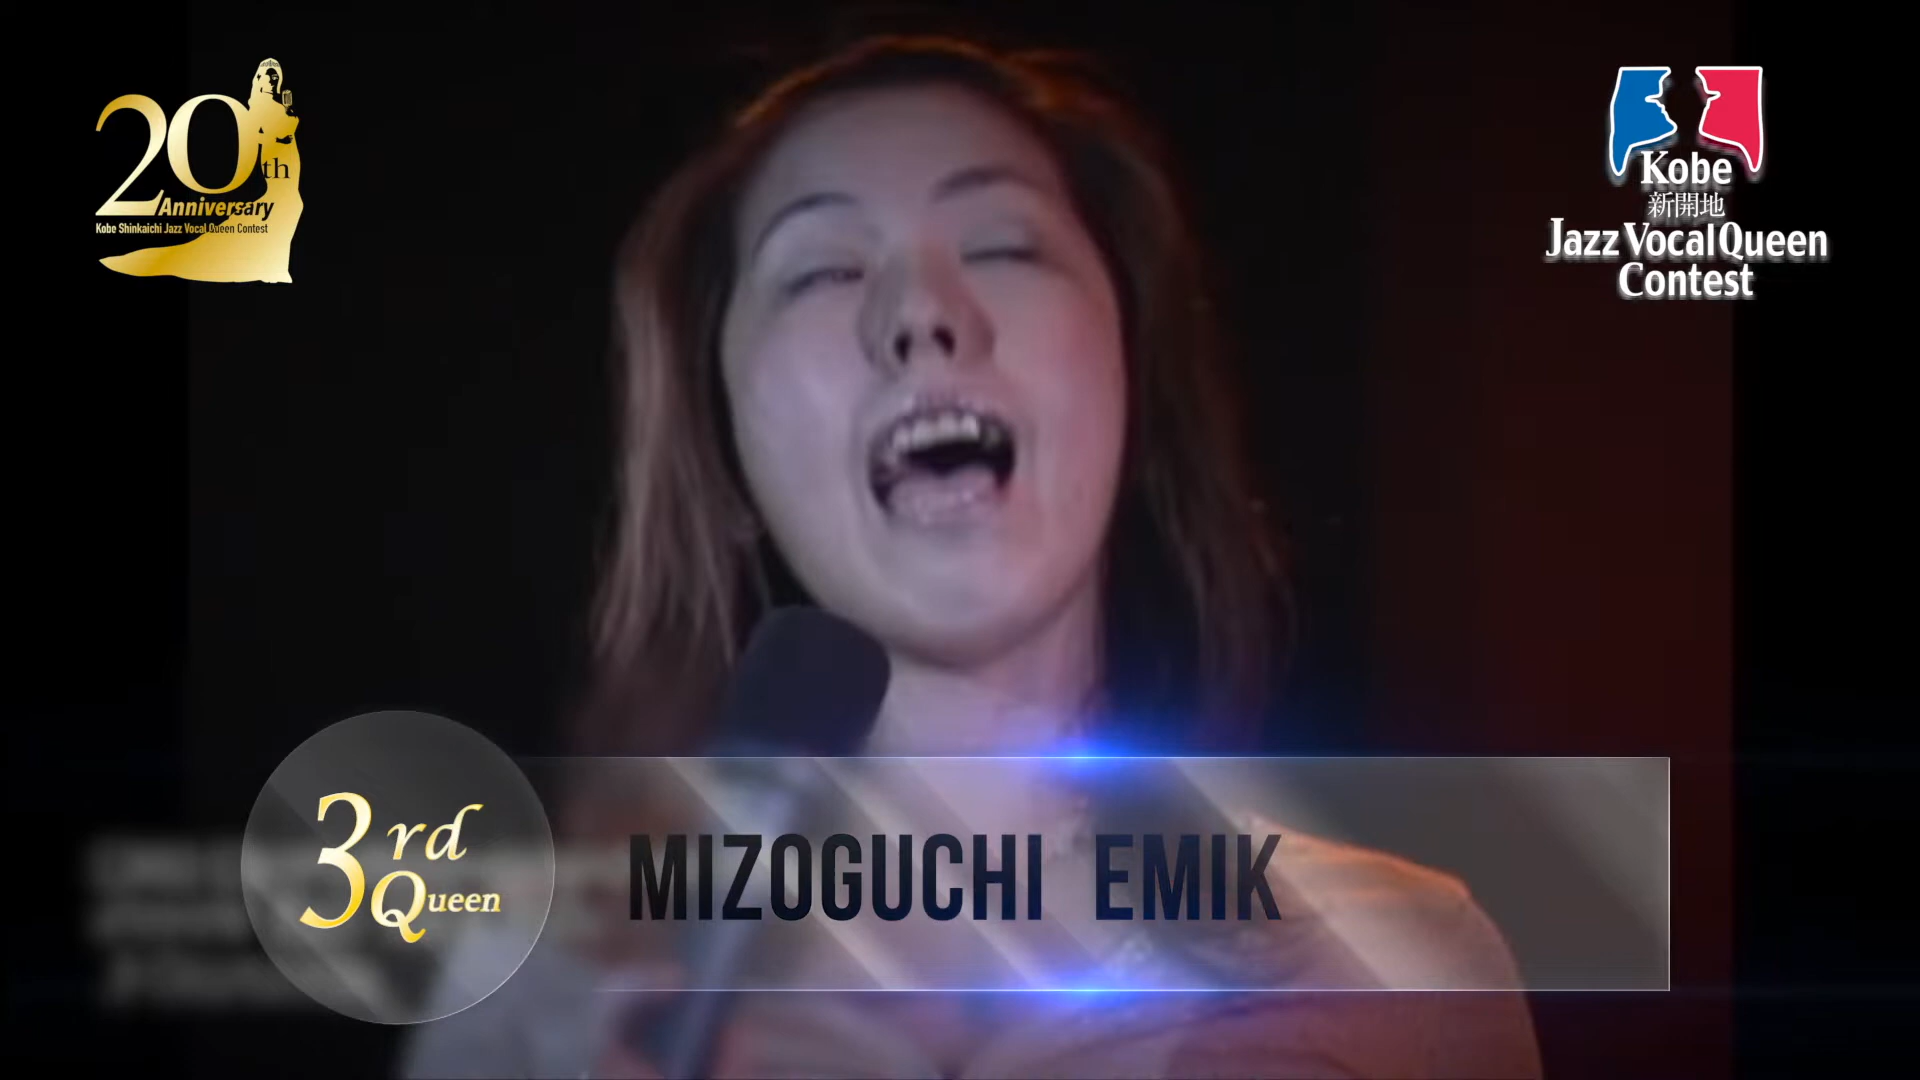 20th
Anniversary
Kobe Shinkaichi Jazz Vocal Queen Contest
Kobe
新開地
Jazz Vocal Queen
Contest
3rd
Queen
MIZOGUCHI EMIK